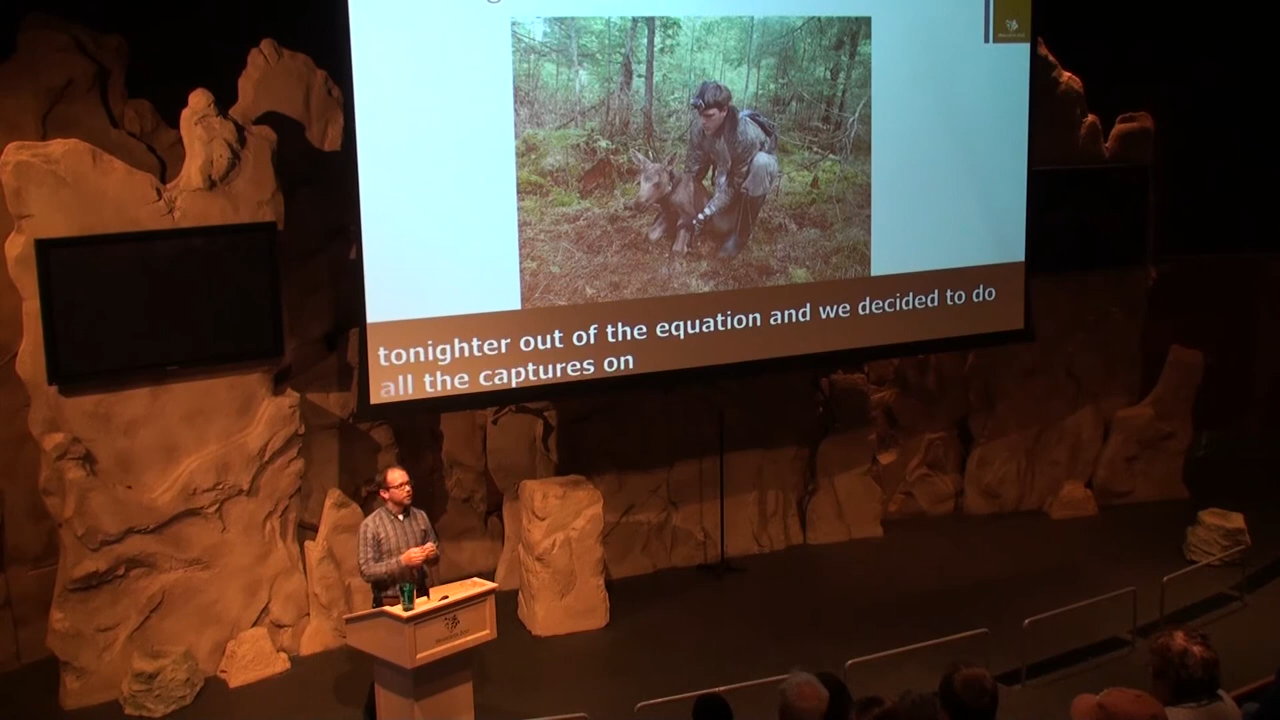 tonighter out of the equation and we decided to do
all the captures on